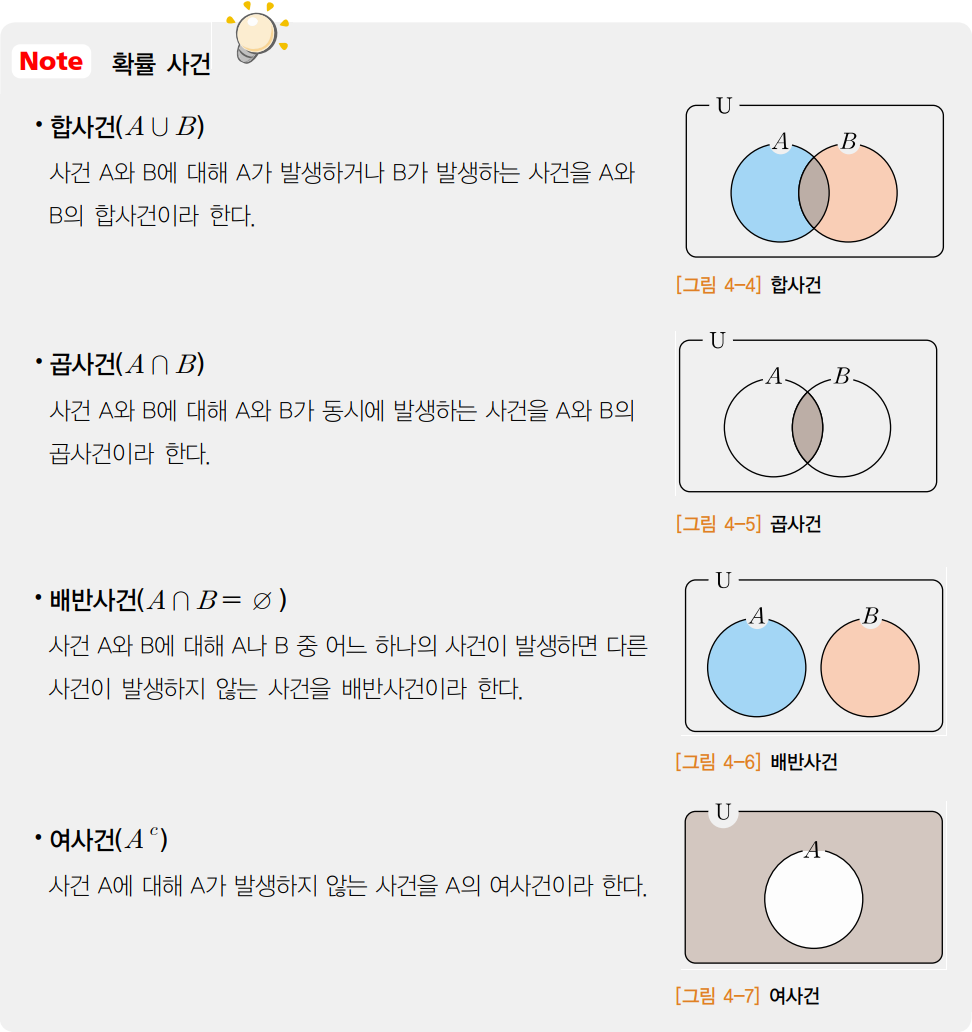 Note 확률 사건
• 합사건(A ∪ B)
사건 A와 B에 대해 A가 발생하거나 B가 발생하는 사건을 A와
B의 합사건이라 한다.
U
A B
[그림 4-4] 합사건
• 곱사건(A ∩ B)
사건 A와 B에 대해 A와 B가 동시에 발생하는 사건을 A와 B의
곱사건이라 한다.
U
A B
[그림 4-5] 곱사건
• 배반사건(A ∩ B = ∅)
사건 A와 B에 대해 A나 B 중 어느 하나의 사건이 발생하면 다른
사건이 발생하지 않는 사건을 배반사건이라 한다.
U
A B
[그림 4-6] 배반사건
• 여사건(Aᶜ)
사건 A에 대해 A가 발생하지 않는 사건을 A의 여사건이라 한다.
U
A
[그림 4-7] 여사건